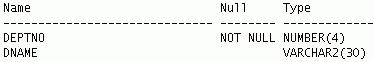 Name Null Type
------------------------------ -------- ------------
DEPTNO NOT NULL NUMBER(4)
DNAME VARCHAR2(30)